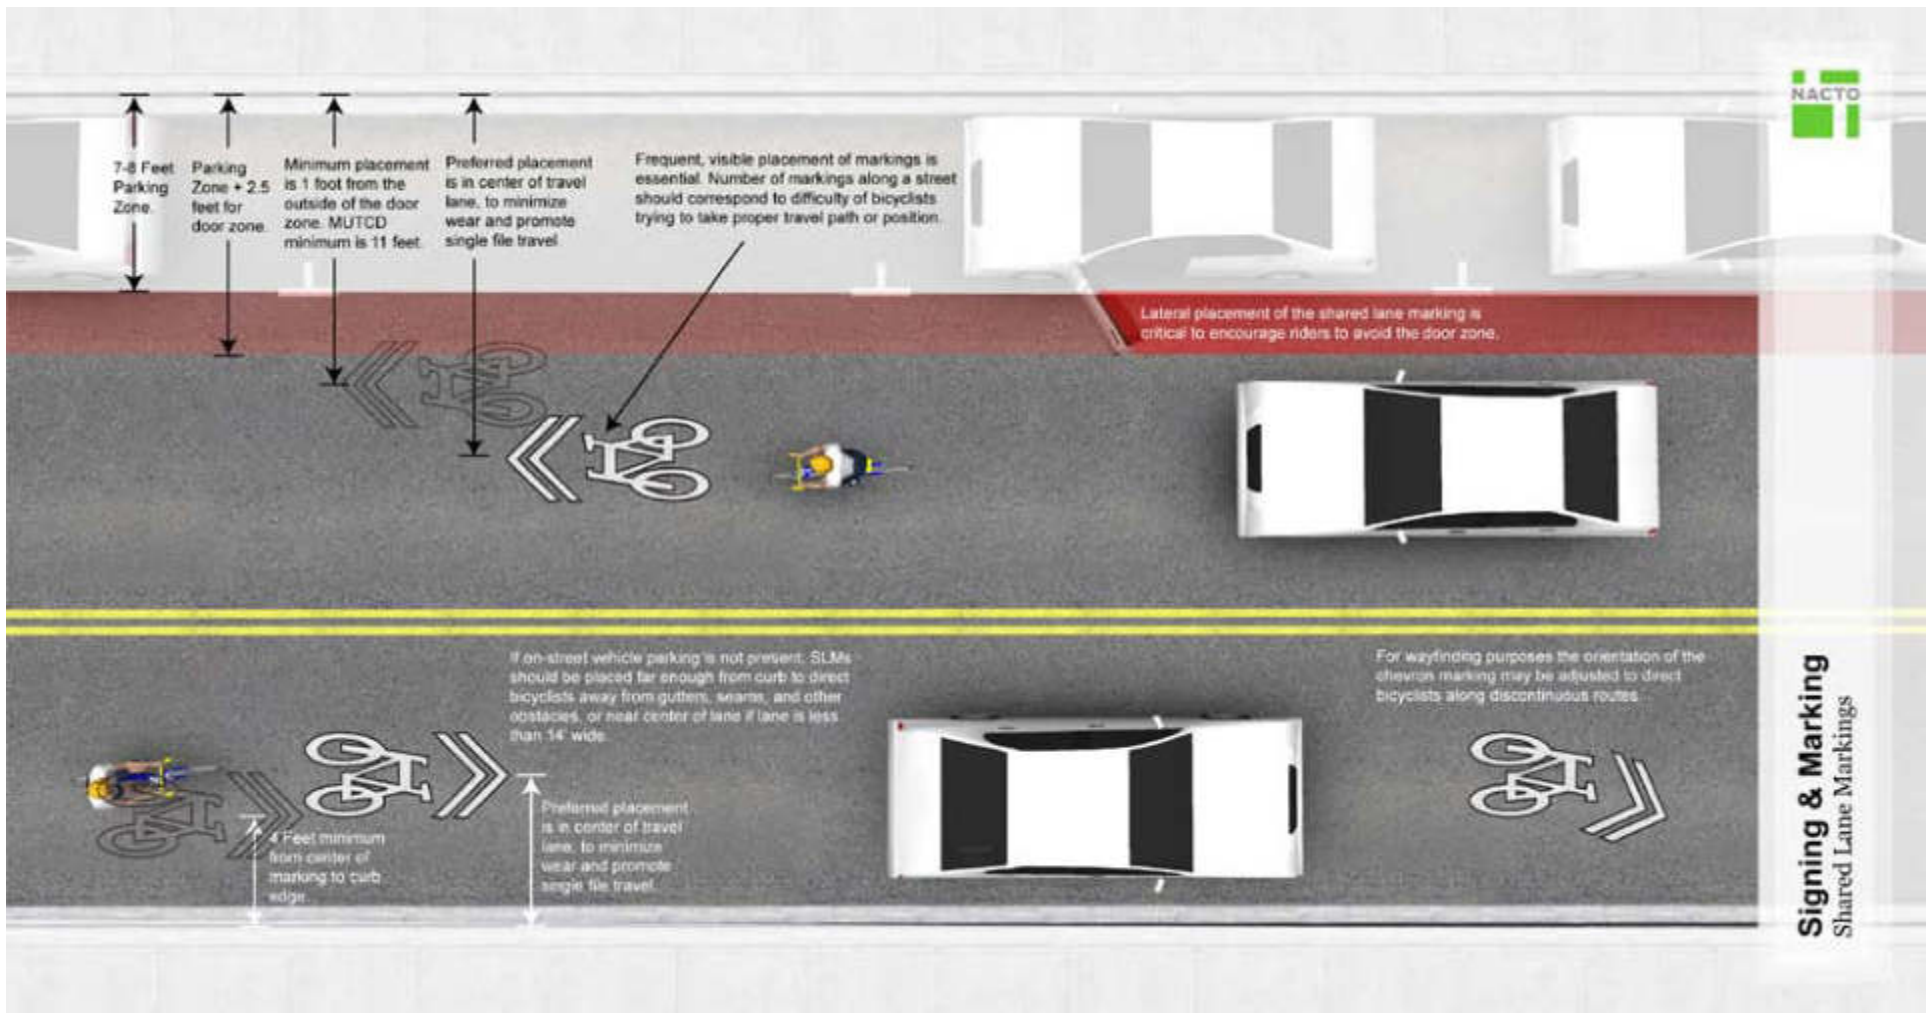 NACTO
7-8 Feet
Parking
Zone.
Parking
Zone + 2.5
feet for
door zone.
Minimum placement
is 1 foot from the
outside of the door
zone. MUTCD
minimum is 11 feet.
Preferred placement
is in center of travel
lane, to minimize
wear and promote
single file travel.
Frequent, visible placement of markings is
essential. Number of markings along a street
should correspond to difficulty of bicyclists
trying to take proper travel path or position.
Lateral placement of the shared lane marking is
critical to encourage riders to avoid the door zone.
If on-street vehicle parking is not present, SLMs
should be placed far enough from curb to direct
bicyclists away from gutters, seams, and other
obstacles, or near center of lane if lane is less
than 14' wide.
For wayfinding purposes the orientation of the
chevron marking may be adjusted to direct
bicyclists along discontinuous routes.
4 Feet minimum
from center of
marking to curb
edge.
Preferred placement
is in center of travel
lane, to minimize
wear and promote
single file travel.
Signing & Marking
Shared Lane Markings